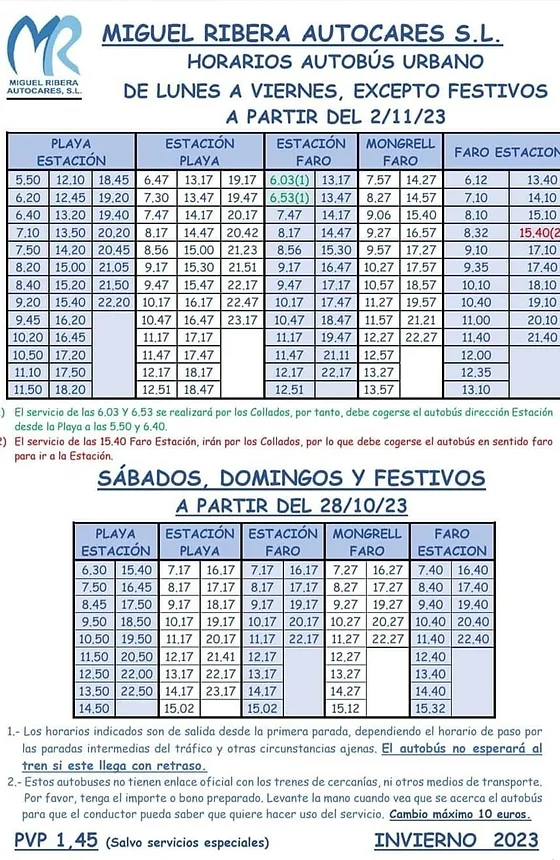 MIGUEL RIBERA AUTOCARES S.L.
MIGUEL RIBERA
AUTOCARES, S.L.
HORARIOS AUTOBÚS URBANO
DE LUNES A VIERNES, EXCEPTO FESTIVOS
A PARTIR DEL 2/11/23
PLAYA ESTACIÓN | ESTACIÓN PLAYA | ESTACIÓN FARO | MONGRELL FARO | FARO ESTACION
5,50 12,10 18,45 6,47 13,17 19,17 6.03(1) 13,17 7,57 14,27 6,12 13,40
6,20 12,45 19,20 7,30 13,47 19,47 6.53(1) 13,47 8,27 14,57 7,10 14,10
6,40 13,20 19,40 7,47 14,17 20,17 7,47 14,17 9,06 15,40 8,10 15,10
7,10 13,50 20,20 8,17 14,47 20,42 8,17 14,47 9,27 16,57 8,32 15,40(2
7,50 14,20 20,45 8,56 15,00 21,23 8,56 15,30 9,57 17,27 9,10 17,10
8,20 15,00 21,05 9,17 15,30 21,51 9,17 16,47 10,27 17,57 9,35 17,40
8,40 15,20 21,50 9,47 15,47 22,17 9,47 17,17 10,57 18,57 10,10 18,10
9,20 15,40 22,20 10,17 16,17 22,47 10,17 17,47 11,27 19,57 10,40 19,10
9,45 16,20 10,47 16,47 23,17 10,47 18,47 11,57 21,21 11,00 20,10
10,20 16,45 11,17 17,17 11,17 19,47 12,27 22,27 11,40 21,40
10,50 17,20 11,47 17,47 11,47 21,11 12,57 12,00
11,10 17,50 12,17 18,17 12,17 22,17 13,27 12,35
11,50 18,20 12,51 18,47 12,51 13,57 13,10
) El servicio de las 6,03 Y 6,53 se realizará por los Collados, por tanto, debe cogerse el autobús dirección Estación
desde la Playa a las 5.50 y 6.40.
2) El servicio de las 15.40 Faro Estación, irán por los Collados, por lo que debe cogerse el autobús en sentido faro
para ir a la Estación.
SÁBADOS, DOMINGOS Y FESTIVOS
A PARTIR DEL 28/10/23
PLAYA ESTACIÓN | ESTACIÓN PLAYA | ESTACIÓN FARO | MONGRELL FARO | FARO ESTACION
6,30 15,40 7,17 16,17 7,17 16,17 7,27 16,27 7,40 16,40
7,50 16,45 8,17 17,17 8,17 17,17 8,27 17,27 8,40 17,40
8,45 17,50 9,17 18,17 9,17 19,17 9,27 19,27 9,40 19,40
9,50 18,50 10,17 19,17 10,17 20,17 10,27 20,27 10,40 20,40
10,50 19,50 11,17 20,17 11,17 22,17 11,27 22,27 11,40 22,40
11,50 20,50 12,17 21,41 12,17 12,27 12,40
12,50 22,00 13,17 22,17 13,17 13,27 13,40
13,50 22,50 14,17 23,17 14,17 14,27 14,40
14,50 15,02 15,02 15,12 15,32
1.- Los horarios indicados son de salida desde la primera parada, dependiendo el horario de paso por
las paradas intermedias del tráfico y otras circunstancias ajenas. El autobús no esperará al
tren si este llega con retraso.
2.- Estos autobuses no tienen enlace oficial con los trenes de cercanías, ni otros medios de transporte.
Por favor, tenga el importe o bono preparado. Levante la mano cuando vea que se acerca el autobús
para que el conductor pueda saber que quiere hacer uso del servicio. Cambio máximo 10 euros.
PVP 1,45 (Salvo servicios especiales) INVIERNO 2023